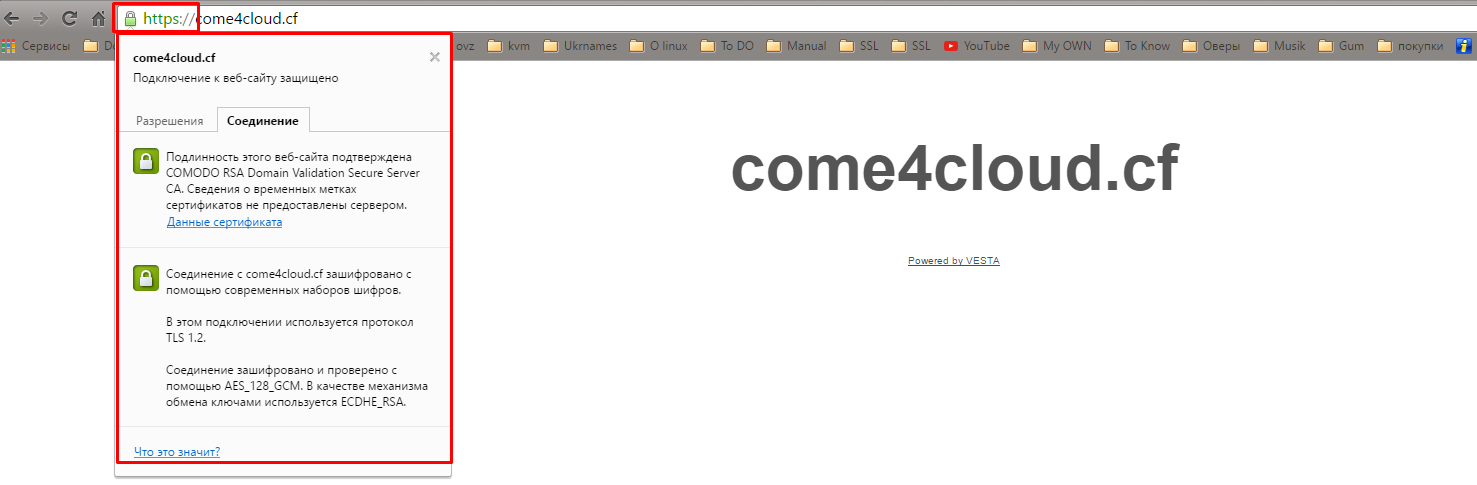 https://come4cloud.cf
Сервисы ovz kvm Ukrnames O linux To DO Manual SSL SSL YouTube My OWN To Know Оверы Musik Gum покупки
come4cloud.cf
Подключение к веб-сайту защищено
Разрешения Соединение
Подлинность этого веб-сайта подтверждена
COMODO RSA Domain Validation Secure Server
CA. Сведения о временных метках
сертификатов не предоставлены сервером.
Данные сертификата
Соединение с come4cloud.cf зашифровано с
помощью современных наборов шифров.
В этом подключении используется протокол
TLS 1.2.
Соединение зашифровано и проверено с
помощью AES_128_GCM. В качестве механизма
обмена ключами используется ECDHE_RSA.
Что это значит?
come4cloud.cf
Powered by VESTA